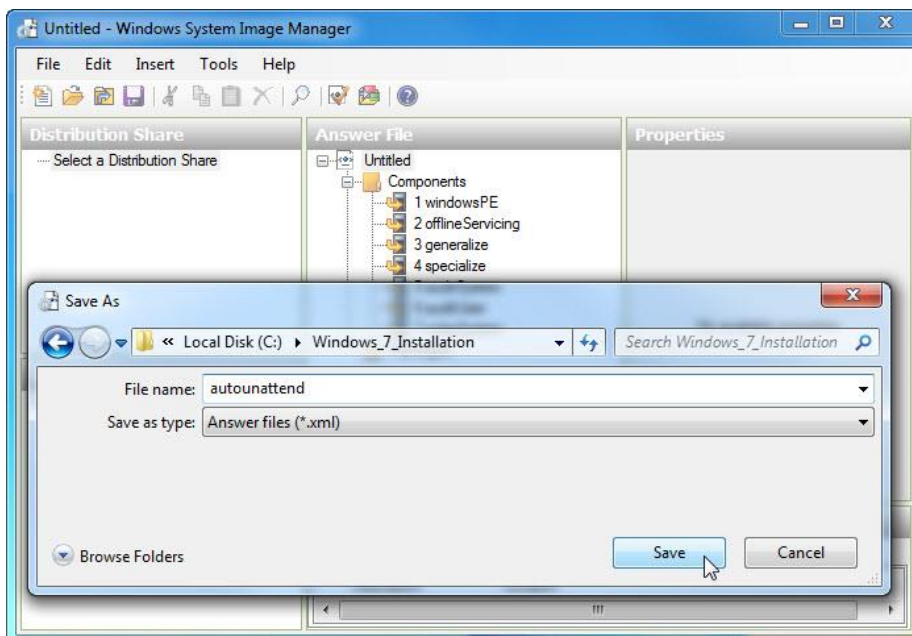 Untitled - Windows System Image Manager
File Edit Insert Tools Help
Distribution Share
Select a Distribution Share
Answer File
Untitled
Components
1 windowsPE
2 offlineServicing
3 generalize
4 specialize
Properties
Save As
« Local Disk (C:) ▸ Windows_7_Installation
Search Windows_7_Installation
File name: autounattend
Save as type: Answer files (*.xml)
Browse Folders
Save
Cancel